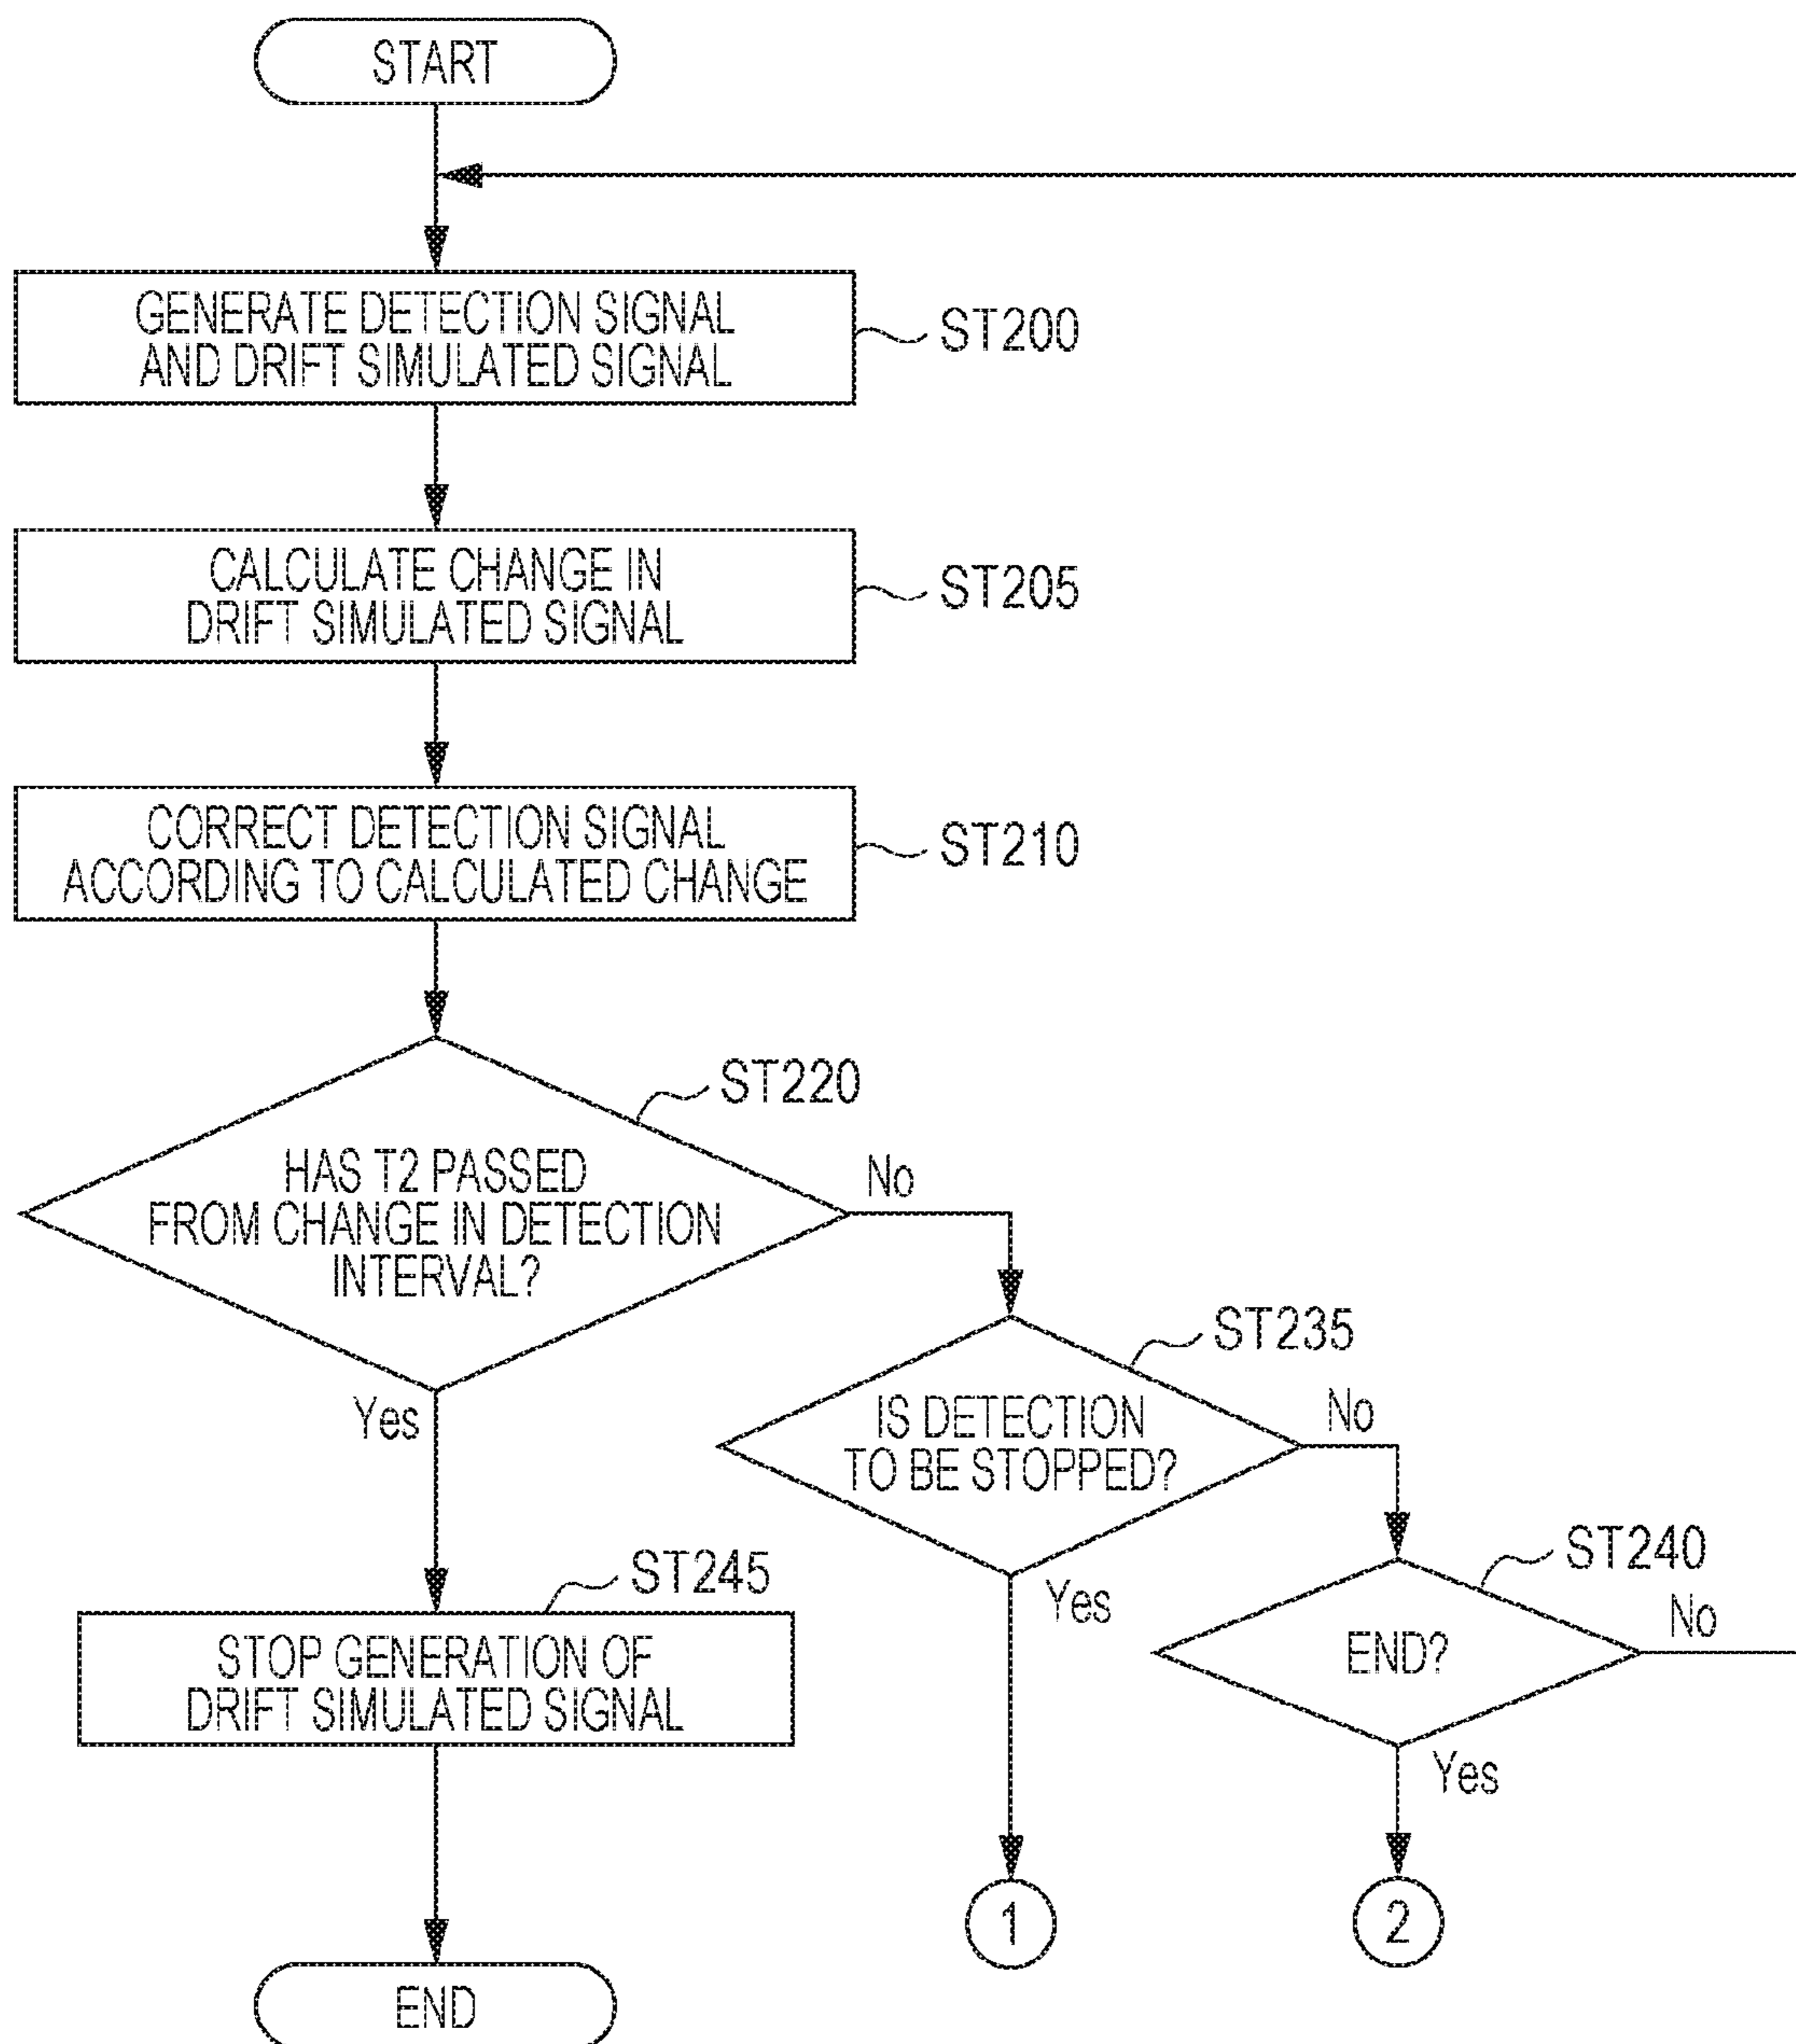 START
GENERATE DETECTION SIGNAL
AND DRIFT SIMULATED SIGNAL
ST200
CALCULATE CHANGE IN
DRIFT SIMULATED SIGNAL
ST205
CORRECT DETECTION SIGNAL
ACCORDING TO CALCULATED CHANGE
ST210
ST220
HAS T2 PASSED
FROM CHANGE IN DETECTION
INTERVAL?
No
Yes
ST235
IS DETECTION
TO BE STOPPED?
No
Yes
ST240
END?
No
Yes
ST245
STOP GENERATION OF
DRIFT SIMULATED SIGNAL
1
2
END